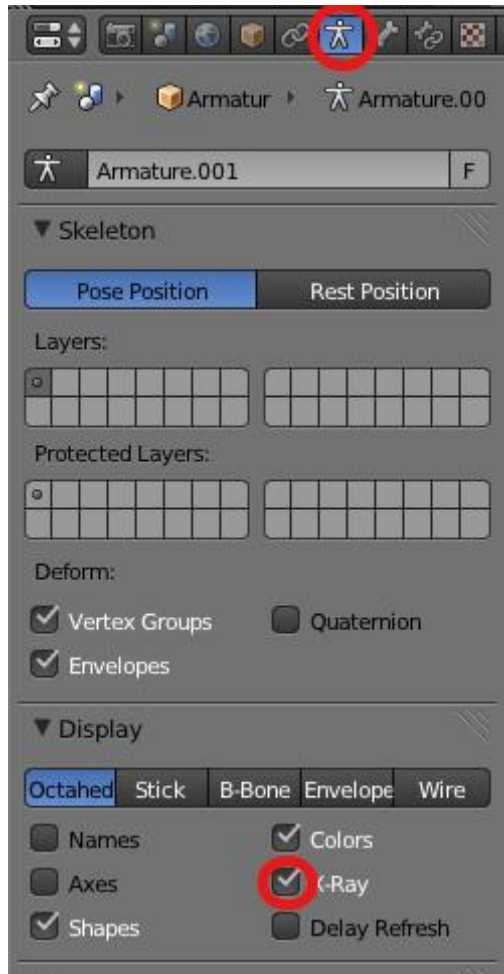 Armatur Armature.00
Armature.001 F
Skeleton
Pose Position Rest Position
Layers:
Protected Layers:
Deform:
Vertex Groups Quaternion
Envelopes
Display
Octahed Stick B-Bone Envelope Wire
Names Colors
Axes X-Ray
Shapes Delay Refresh